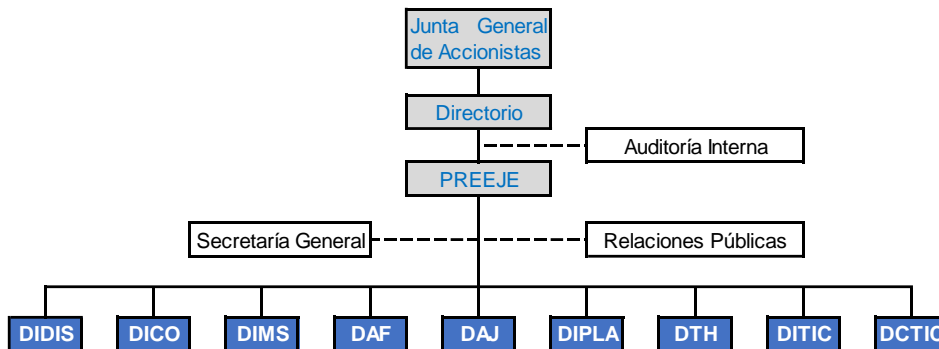 Junta General
de Accionistas
Directorio
Auditoría Interna
PREEJE
Secretaría General
Relaciones Públicas
DIDIS
DICO
DIMS
DAF
DAJ
DIPLA
DTH
DITIC
DCTIC